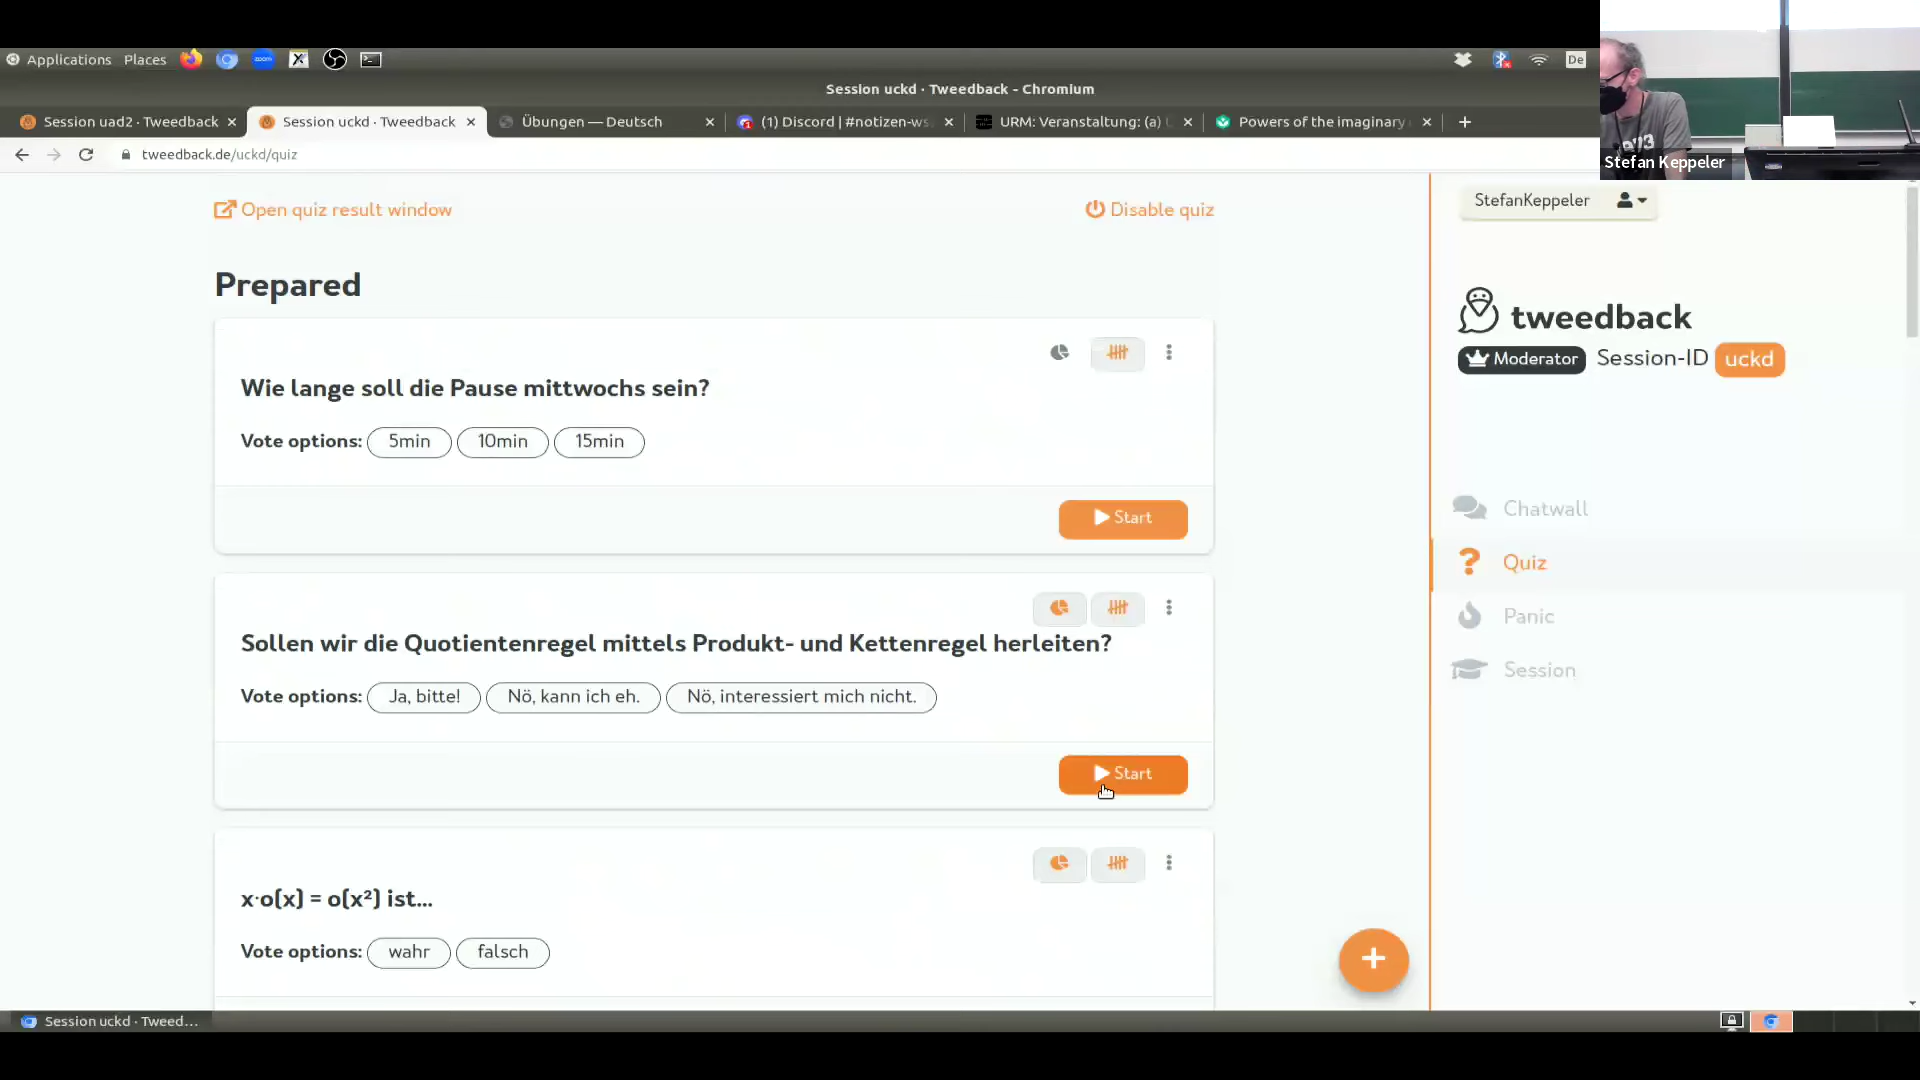 Applications Places zoom De
Session uckd · Tweedback - Chromium
Session uad2 · Tweedback
Session uckd · Tweedback
Übungen — Deutsch
(1) Discord | #notizen-ws
URM: Veranstaltung: (a)
Powers of the imaginary
tweedback.de/uckd/quiz
Stefan Keppeler
Open quiz result window
Disable quiz
StefanKeppeler
Prepared
tweedback
Moderator Session-ID uckd
Wie lange soll die Pause mittwochs sein?
Vote options: 5min 10min 15min
Start
Chatwall
Quiz
Panic
Session
Sollen wir die Quotientenregel mittels Produkt- und Kettenregel herleiten?
Vote options: Ja, bitte! Nö, kann ich eh. Nö, interessiert mich nicht.
Start
x·o(x) = o(x²) ist...
Vote options: wahr falsch
Session uckd · Tweed...